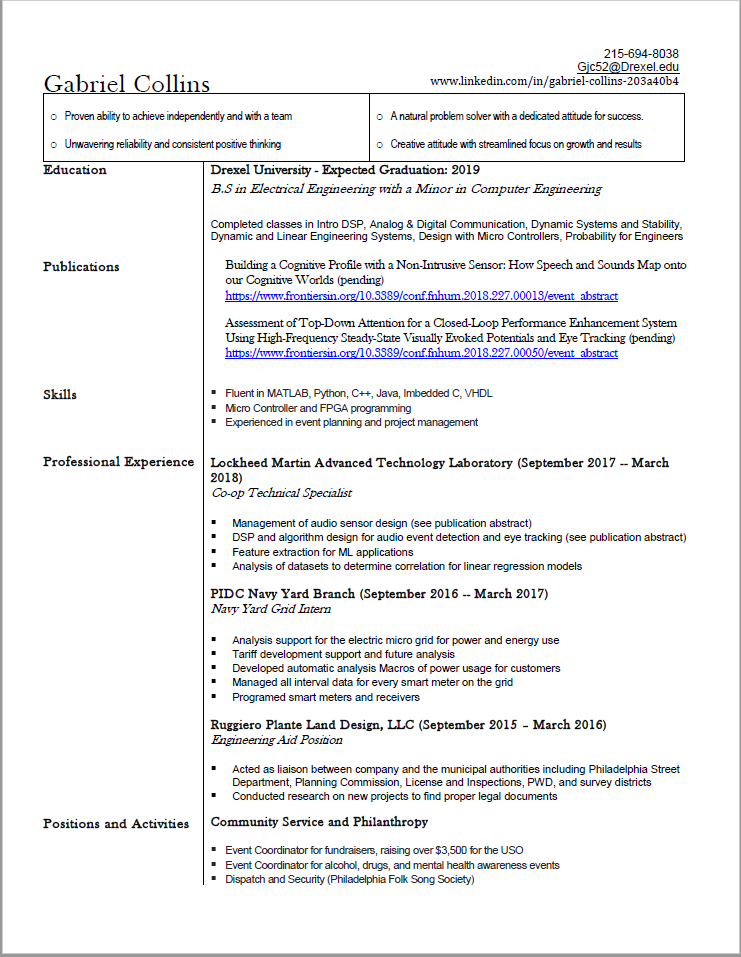 215-694-8038
Gjc52@Drexel.edu
www.linkedin.com/in/gabriel-collins-203a40b4
Gabriel Collins
○ Proven ability to achieve independently and with a team
○ A natural problem solver with a dedicated attitude for success.
○ Unwavering reliability and consistent positive thinking
○ Creative attitude with streamlined focus on growth and results
Education
Drexel University - Expected Graduation: 2019
B.S in Electrical Engineering with a Minor in Computer Engineering
Completed classes in Intro DSP, Analog & Digital Communication, Dynamic Systems and Stability,
Dynamic and Linear Engineering Systems, Design with Micro Controllers, Probability for Engineers
Publications
Building a Cognitive Profile with a Non-Intrusive Sensor: How Speech and Sounds Map onto
our Cognitive Worlds (pending)
https://www.frontiersin.org/10.3389/conf.fnhum.2018.227.00013/event_abstract
Assessment of Top-Down Attention for a Closed-Loop Performance Enhancement System
Using High-Frequency Steady-State Visually Evoked Potentials and Eye Tracking (pending)
https://www.frontiersin.org/10.3389/conf.fnhum.2018.227.00050/event_abstract
Skills
▪ Fluent in MATLAB, Python, C++, Java, Imbedded C, VHDL
▪ Micro Controller and FPGA programming
▪ Experienced in event planning and project management
Professional Experience
Lockheed Martin Advanced Technology Laboratory (September 2017 -- March
2018)
Co-op Technical Specialist
▪ Management of audio sensor design (see publication abstract)
▪ DSP and algorithm design for audio event detection and eye tracking (see publication abstract)
▪ Feature extraction for ML applications
▪ Analysis of datasets to determine correlation for linear regression models
PIDC Navy Yard Branch (September 2016 -- March 2017)
Navy Yard Grid Intern
▪ Analysis support for the electric micro grid for power and energy use
▪ Tariff development support and future analysis
▪ Developed automatic analysis Macros of power usage for customers
▪ Managed all interval data for every smart meter on the grid
▪ Programed smart meters and receivers
Ruggiero Plante Land Design, LLC (September 2015 – March 2016)
Engineering Aid Position
▪ Acted as liaison between company and the municipal authorities including Philadelphia Street
Department, Planning Commission, License and Inspections, PWD, and survey districts
▪ Conducted research on new projects to find proper legal documents
Positions and Activities
Community Service and Philanthropy
▪ Event Coordinator for fundraisers, raising over $3,500 for the USO
▪ Event Coordinator for alcohol, drugs, and mental health awareness events
▪ Dispatch and Security (Philadelphia Folk Song Society)